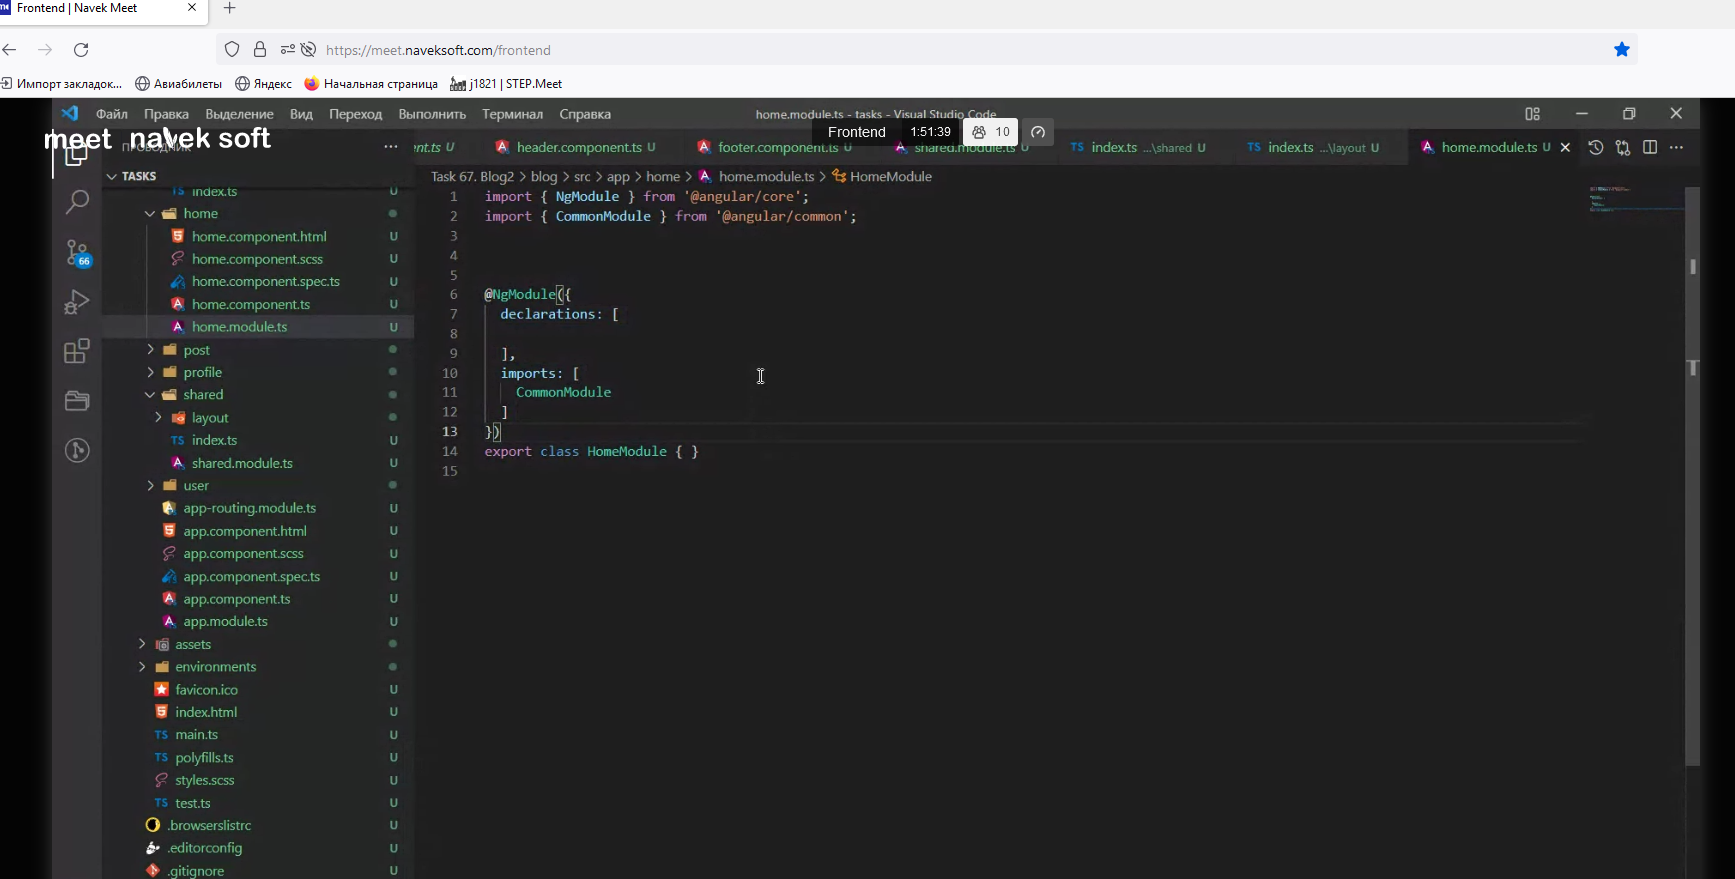 Frontend | Navek Meet
https://meet.naveksoft.com/frontend
Импорт закладок...
Авиабилеты
Яндекс
Начальная страница
j1821 | STEP.Meet
Файл Правка Выделение Вид Переход Выполнить Терминал Справка
home.module.ts - tasks - Visual Studio Code
meet navek soft
ПРОВОДНИК
Frontend 1:51:39 10
ent.ts U
header.component.ts U
footer.component.ts U
shared.module.ts U
index.ts ...\shared U
index.ts ...\layout U
home.module.ts U
TASKS
Task 67. Blog2 > blog > src > app > home > home.module.ts > HomeModule
66
index.ts U
home
home.component.html U
home.component.scss U
home.component.spec.ts U
home.component.ts U
home.module.ts U
post
profile
shared
layout
TS index.ts U
shared.module.ts U
user
app-routing.module.ts U
app.component.html U
app.component.scss U
app.component.spec.ts U
app.component.ts U
app.module.ts U
assets
environments
favicon.ico U
index.html U
TS main.ts U
TS polyfills.ts U
styles.scss U
TS test.ts U
.browserslistrc U
.editorconfig U
.gitignore U
1 import { NgModule } from '@angular/core';
2 import { CommonModule } from '@angular/common';
3
4
5
6 @NgModule({
7 declarations: [
8
9 ],
10 imports: [
11 CommonModule
12 ]
13 })
14 export class HomeModule { }
15